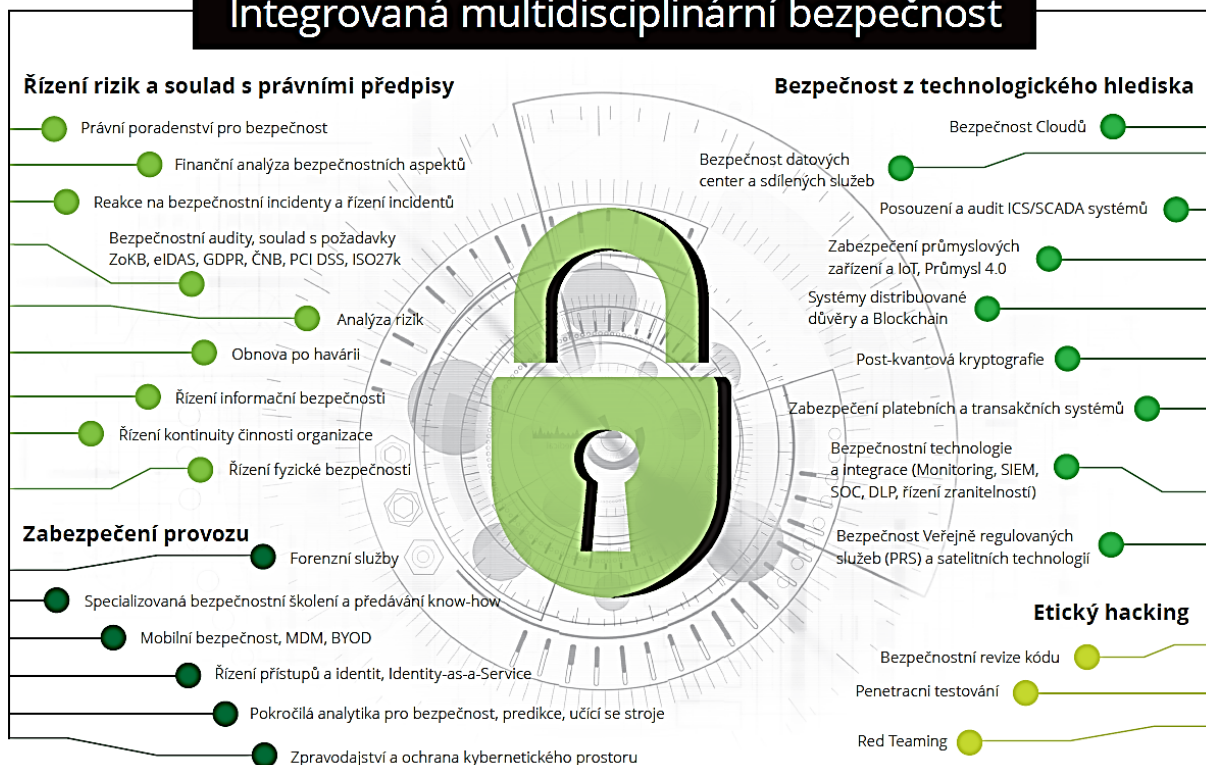 Integrovaná multidisciplinární bezpečnost
Řízení rizik a soulad s právními předpisy
Právní poradenství pro bezpečnost
Finanční analýza bezpečnostních aspektů
Reakce na bezpečnostní incidenty a řízení incidentů
Bezpečnostní audity, soulad s požadavky
ZoKB, eIDAS, GDPR, ČNB, PCI DSS, ISO27k
Analýza rizik
Obnova po havárii
Řízení informační bezpečnosti
Řízení kontinuity činnosti organizace
Řízení fyzické bezpečnosti
Zabezpečení provozu
Forenzní služby
Specializovaná bezpečnostní školení a předávání know-how
Mobilní bezpečnost, MDM, BYOD
Řízení přístupů a identit, Identity-as-a-Service
Pokročilá analytika pro bezpečnost, predikce, učící se stroje
Zpravodajství a ochrana kybernetického prostoru
Bezpečnost z technologického hlediska
Bezpečnost Cloudů
Bezpečnost datových
center a sdílených služeb
Posouzení a audit ICS/SCADA systémů
Zabezpečení průmyslových
zařízení a IoT, Průmysl 4.0
Systémy distribuované
důvěry a Blockchain
Post-kvantová kryptografie
Zabezpečení platebních a transakčních systémů
Bezpečnostní technologie
a integrace (Monitoring, SIEM,
SOC, DLP, řízení zranitelností)
Bezpečnost Veřejně regulovaných
služeb (PRS) a satelitních technologií
Etický hacking
Bezpečnostní revize kódu
Penetracni testování
Red Teaming